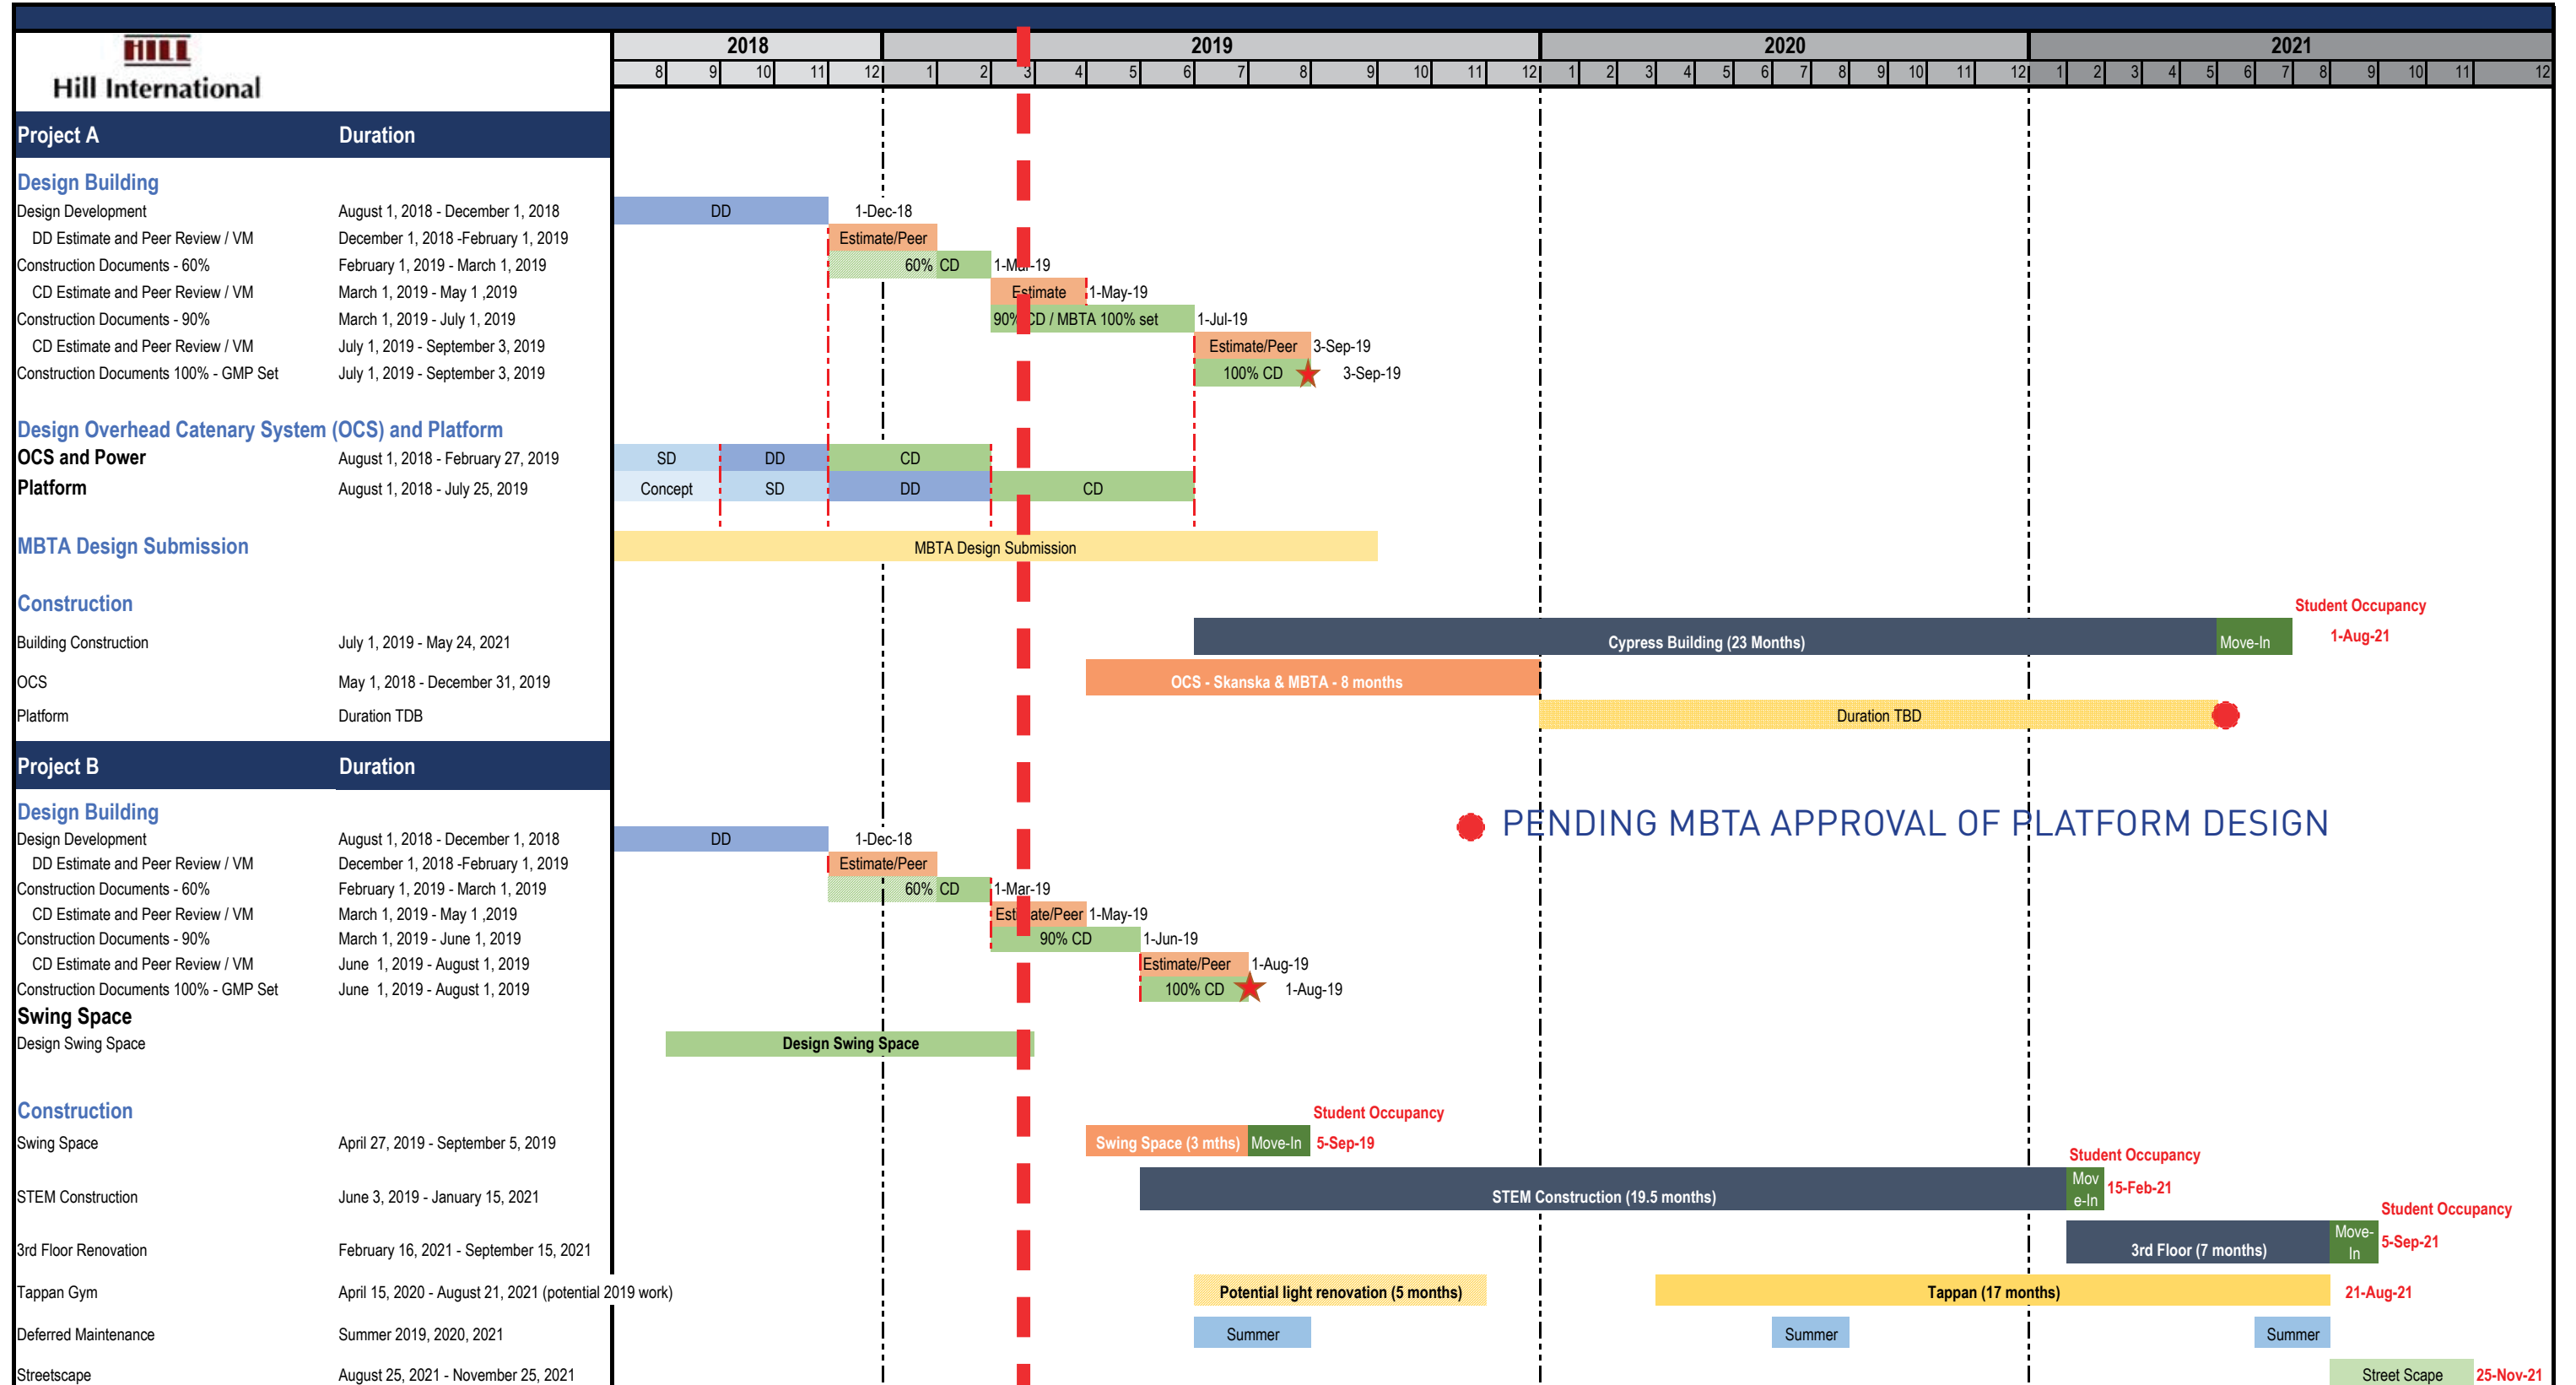 HILL
Hill International
2018 2019 2020 2021
8 9 10 11 12 1 2 3 4 5 6 7 8 9 10 11 12 1 2 3 4 5 6 7 8 9 10 11 12 1 2 3 4 5 6 7 8 9 10 11 12
Project A Duration
Design Building
Design Development August 1, 2018 - December 1, 2018 DD 1-Dec-18
DD Estimate and Peer Review / VM December 1, 2018 -February 1, 2019 Estimate/Peer
Construction Documents - 60% February 1, 2019 - March 1, 2019 60% CD 1-Mar-19
CD Estimate and Peer Review / VM March 1, 2019 - May 1 ,2019 Estimate 1-May-19
Construction Documents - 90% March 1, 2019 - July 1, 2019 90% CD / MBTA 100% set 1-Jul-19
CD Estimate and Peer Review / VM July 1, 2019 - September 3, 2019 Estimate/Peer 3-Sep-19
Construction Documents 100% - GMP Set July 1, 2019 - September 3, 2019 100% CD 3-Sep-19
Design Overhead Catenary System (OCS) and Platform
OCS and Power August 1, 2018 - February 27, 2019 SD DD CD
Platform August 1, 2018 - July 25, 2019 Concept SD DD CD
MBTA Design Submission MBTA Design Submission
Construction
Student Occupancy
Building Construction July 1, 2019 - May 24, 2021 Cypress Building (23 Months) Move-In 1-Aug-21
OCS May 1, 2018 - December 31, 2019 OCS - Skanska & MBTA - 8 months
Platform Duration TDB Duration TBD
Project B Duration
Design Building
PENDING MBTA APPROVAL OF PLATFORM DESIGN
Design Development August 1, 2018 - December 1, 2018 DD 1-Dec-18
DD Estimate and Peer Review / VM December 1, 2018 -February 1, 2019 Estimate/Peer
Construction Documents - 60% February 1, 2019 - March 1, 2019 60% CD 1-Mar-19
CD Estimate and Peer Review / VM March 1, 2019 - May 1 ,2019 Estimate/Peer 1-May-19
Construction Documents - 90% March 1, 2019 - June 1, 2019 90% CD 1-Jun-19
CD Estimate and Peer Review / VM June 1, 2019 - August 1, 2019 Estimate/Peer 1-Aug-19
Construction Documents 100% - GMP Set June 1, 2019 - August 1, 2019 100% CD 1-Aug-19
Swing Space
Design Swing Space Design Swing Space
Construction
Student Occupancy
Swing Space April 27, 2019 - September 5, 2019 Swing Space (3 mths) Move-In 5-Sep-19
Student Occupancy
STEM Construction June 3, 2019 - January 15, 2021 STEM Construction (19.5 months) Mov
e-In 15-Feb-21
Student Occupancy
3rd Floor Renovation February 16, 2021 - September 15, 2021 3rd Floor (7 months) Move-
In 5-Sep-21
Tappan Gym April 15, 2020 - August 21, 2021 (potential 2019 work) Potential light renovation (5 months) Tappan (17 months) 21-Aug-21
Deferred Maintenance Summer 2019, 2020, 2021 Summer Summer Summer
Streetscape August 25, 2021 - November 25, 2021 Street Scape 25-Nov-21